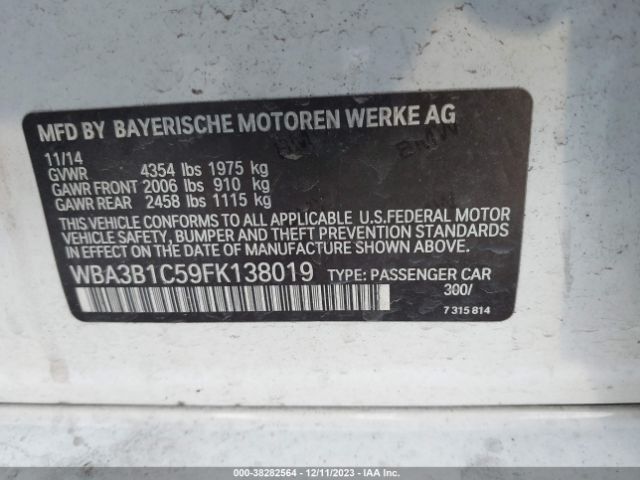 MFD BY BAYERISCHE MOTOREN WERKE AG
11/14
GVWR 4354 lbs 1975 kg
GAWR FRONT 2006 lbs 910 kg
GAWR REAR 2458 lbs 1115 kg
THIS VEHICLE CONFORMS TO ALL APPLICABLE U.S.FEDERAL MOTOR
VEHICLE SAFETY, BUMPER AND THEFT PREVENTION STANDARDS
IN EFFECT ON THE DATE OF MANUFACTURE SHOWN ABOVE.
WBA3B1C59FK138019 TYPE: PASSENGER CAR
300/
7 315 814
000-38282564 - 12/11/2023 - IAA Inc.